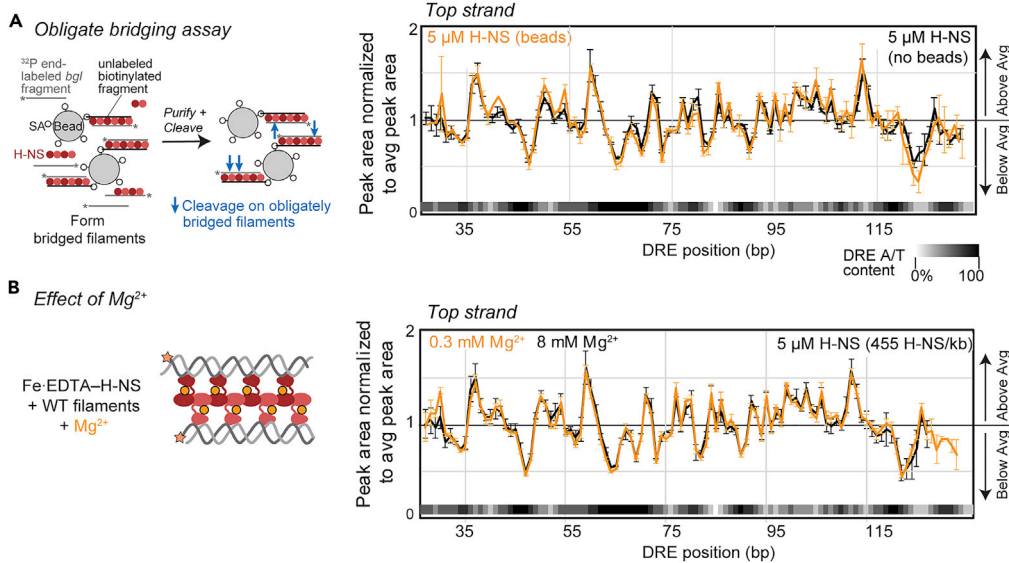 A
Obligate bridging assay
³²P end-
labeled bgl
fragment
unlabeled
biotinylated
fragment
*
SA
Bead
H-NS
Purify +
Cleave
Form
bridged filaments
Cleavage on obligately
bridged filaments
Top strand
5 µM H-NS (beads)
5 µM H-NS
(no beads)
Peak area normalized
to avg peak area
2
1
0
Above Avg
Below Avg
35 55 75 95 115
DRE position (bp)
DRE A/T
content
0% 100
B
Effect of Mg²⁺
Fe·EDTA–H-NS
+ WT filaments
+ Mg²⁺
Top strand
0.3 mM Mg²⁺ 8 mM Mg²⁺
5 µM H-NS (455 H-NS/kb)
Peak area normalized
to avg peak area
2
1
0
Above Avg
Below Avg
35 55 75 95 115
DRE position (bp)